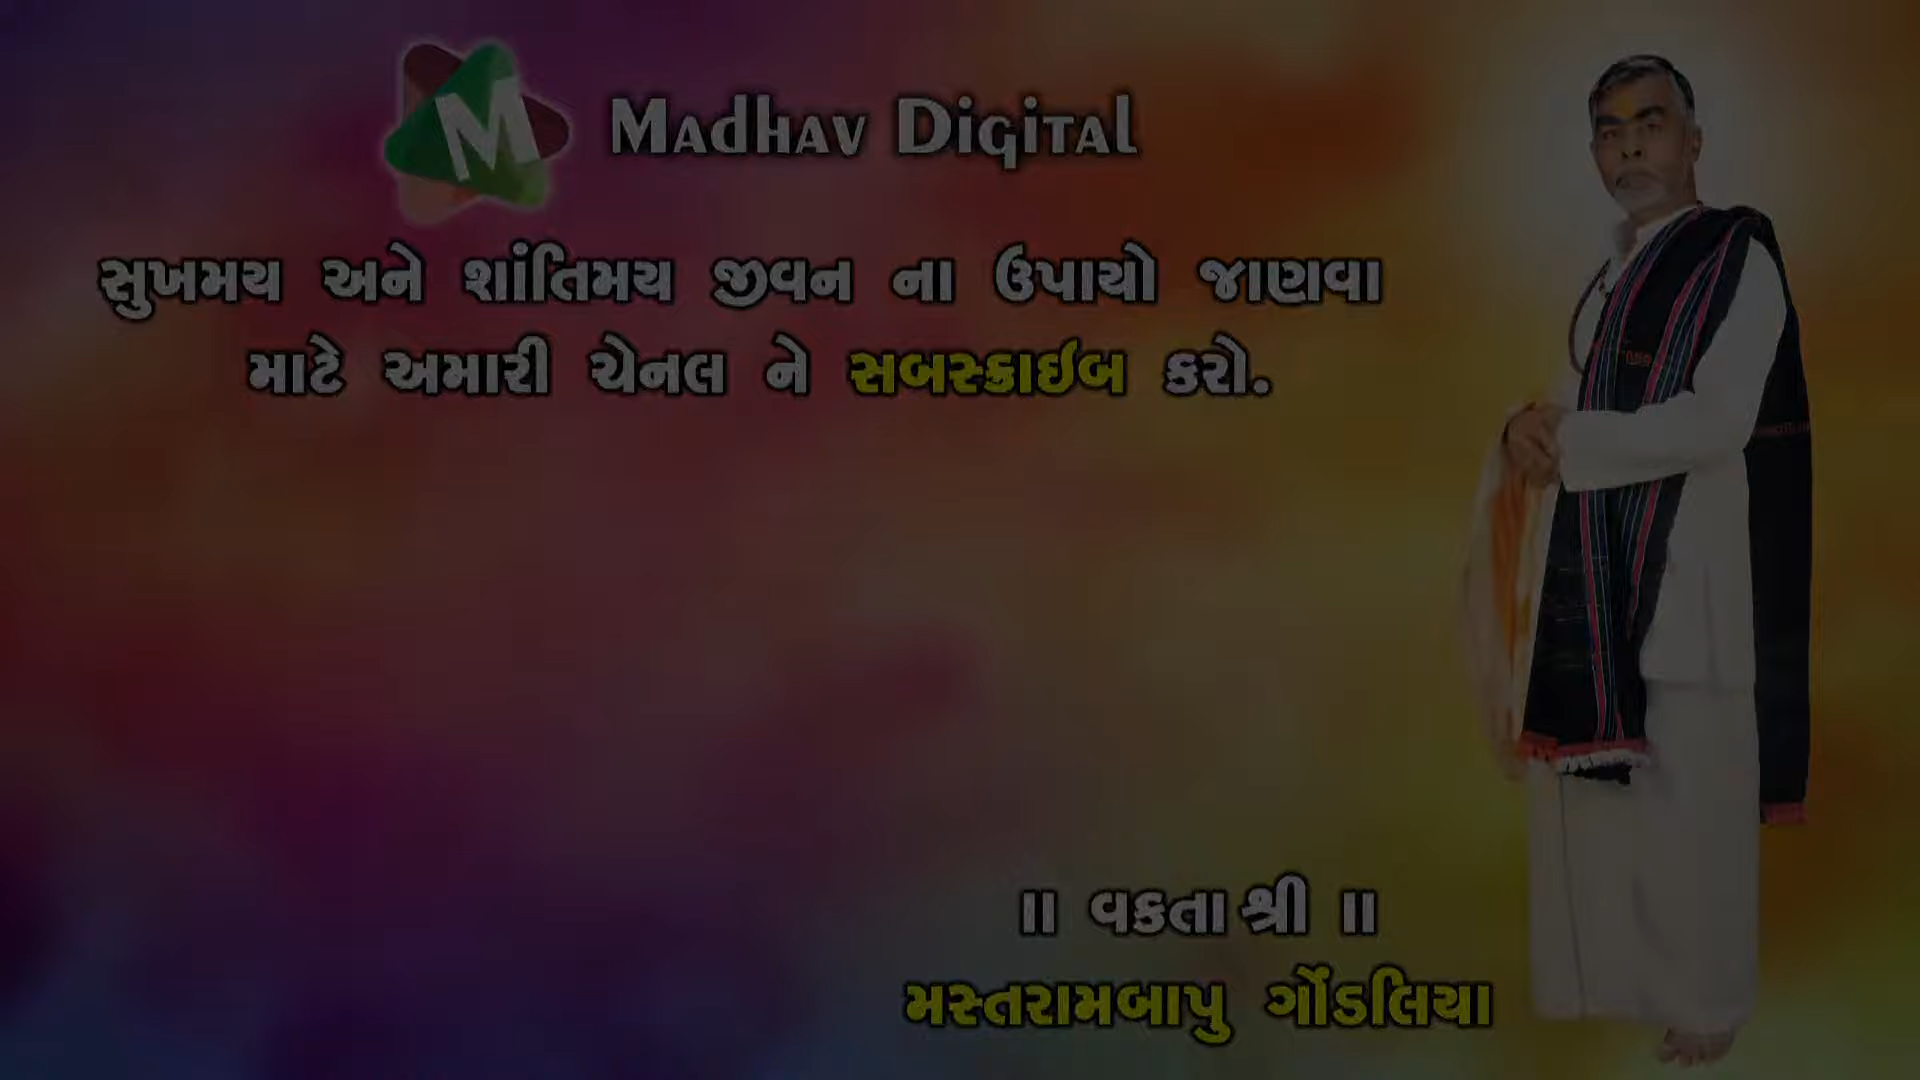 Madhav Digital
સુખમય અને શાંતિમય જીવન ના ઉપાયો જાણવા
માટે અમારી ચેનલ ને સબસ્ક્રાઈબ કરો.
॥ વકતા શ્રી ॥
મસ્તરામબાપુ ગોંડલિયા